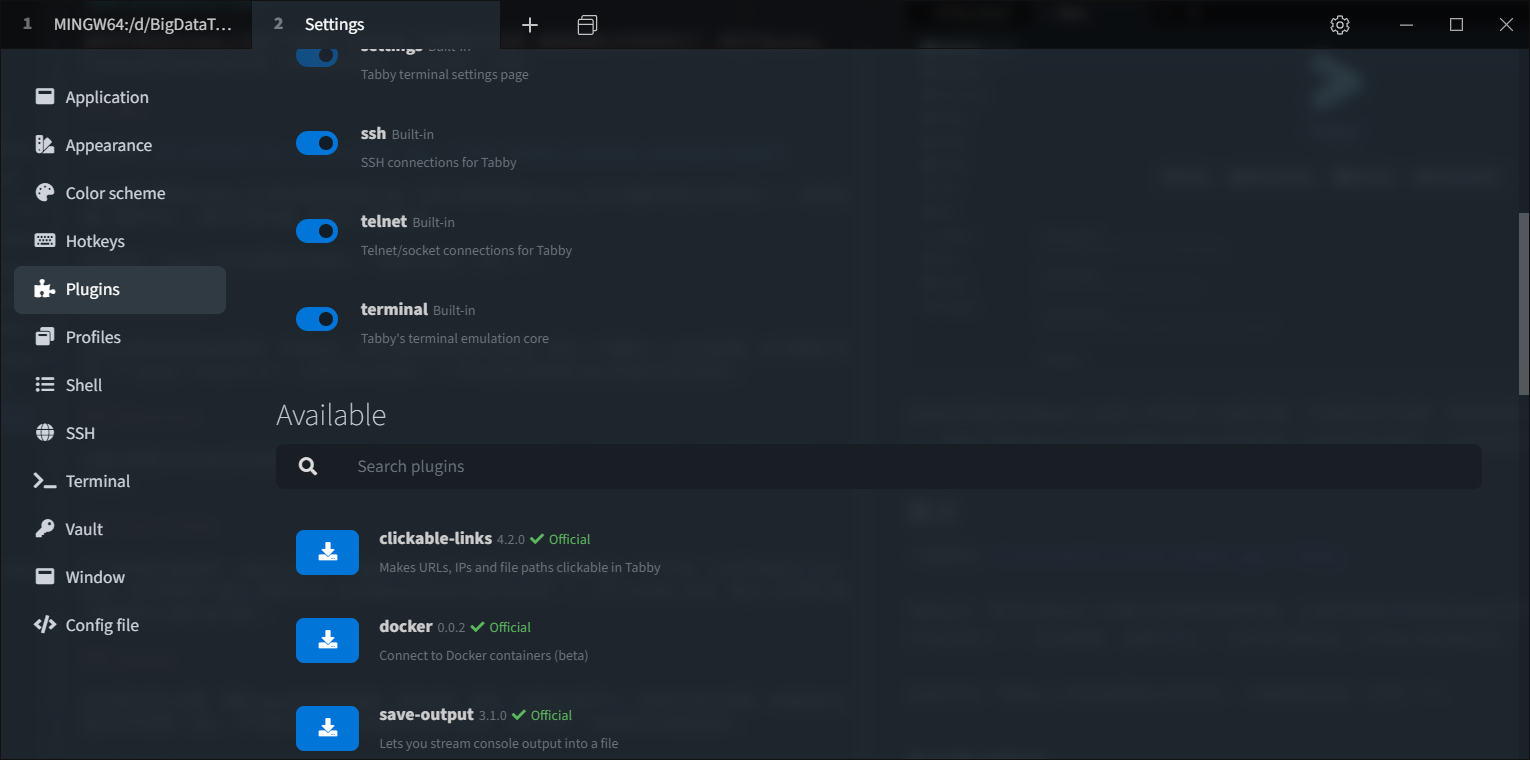 1 MINGW64:/d/BigDataT...
2 Settings
settings Built-in
Tabby terminal settings page
Application
Appearance
Color scheme
Hotkeys
Plugins
Profiles
Shell
SSH
Terminal
Vault
Window
Config file
ssh Built-in
SSH connections for Tabby
telnet Built-in
Telnet/socket connections for Tabby
terminal Built-in
Tabby's terminal emulation core
Available
Search plugins
clickable-links 4.2.0 Official
Makes URLs, IPs and file paths clickable in Tabby
docker 0.0.2 Official
Connect to Docker containers (beta)
save-output 3.1.0 Official
Lets you stream console output into a file